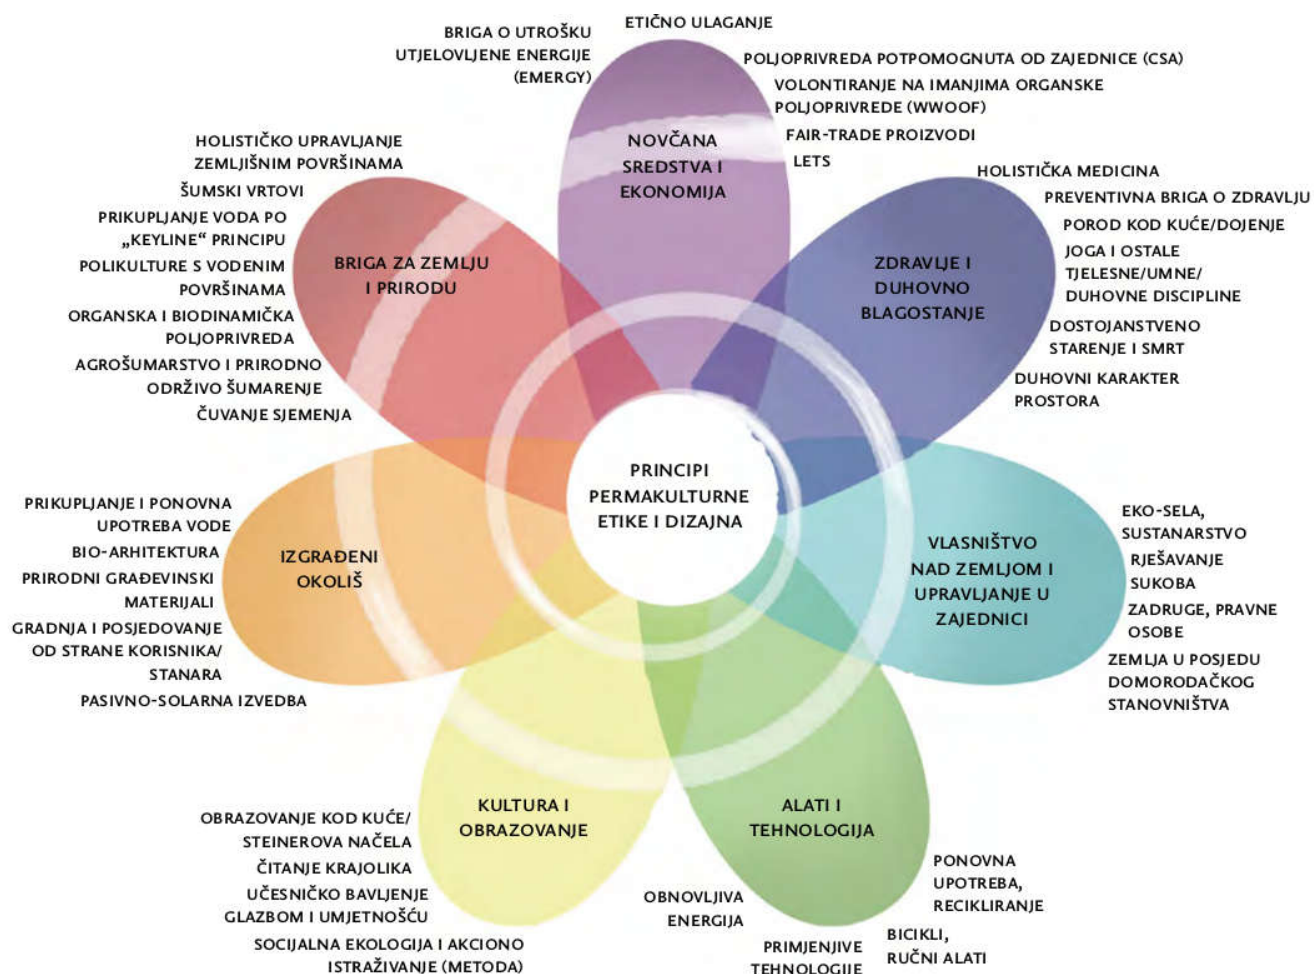 ETIČNO ULAGANJE
BRIGA O UTROŠKU
UTJELOVLJENE ENERGIJE
(EMERGY)
POLJOPRIVREDA POTPOMOGNUTA OD ZAJEDNICE (CSA)
VOLONTIRANJE NA IMANJIMA ORGANSKE
POLJOPRIVREDE (WWOOF)
FAIR-TRADE PROIZVODI
LETS
NOVČANA
SREDSTVA I
EKONOMIJA
HOLISTIČKO UPRAVLJANJE
ZEMLJIŠNIM POVRŠINAMA
ŠUMSKI VRTOVI
PRIKUPLJANJE VODA PO
„KEYLINE“ PRINCIPU
POLIKULTURE S VODENIM
POVRŠINAMA
ORGANSKA I BIODINAMIČKA
POLJOPRIVREDA
AGROŠUMARSTVO I PRIRODNO
ODRŽIVO ŠUMARENJE
ČUVANJE SJEMENJA
BRIGA ZA ZEMLJU
I PRIRODU
ZDRAVLJE I
DUHOVNO
BLAGOSTANJE
HOLISTIČKA MEDICINA
PREVENTIVNA BRIGA O ZDRAVLJU
POROD KOD KUĆE/DOJENJE
JOGA I OSTALE
TJELESNE/UMNE/
DUHOVNE DISCIPLINE
DOSTOJANSTVENO
STARENJE I SMRT
DUHOVNI KARAKTER
PROSTORA
PRINCIPI
PERMAKULTURNE
ETIKE I DIZAJNA
PRIKUPLJANJE I PONOVNA
UPOTREBA VODE
BIO-ARHITEKTURA
PRIRODNI GRAĐEVINSKI
MATERIJALI
GRADNJA I POSJEDOVANJE
OD STRANE KORISNIKA/
STANARA
PASIVNO-SOLARNA IZVEDBA
IZGRAĐENI
OKOLIŠ
VLASNIŠTVO
NAD ZEMLJOM I
UPRAVLJANJE U
ZAJEDNICI
EKO-SELA,
SUSTANARSTVO
RJEŠAVANJE
SUKOBA
ZADRUGE, PRAVNE
OSOBE
ZEMLJA U POSJEDU
DOMORODAČKOG
STANOVNIŠTVA
KULTURA I
OBRAZOVANJE
OBRAZOVANJE KOD KUĆE/
STEINEROVA NAČELA
ČITANJE KRAJOLIKA
UČESNIČKO BAVLJENJE
GLAZBOM I UMJETNOŠĆU
SOCIJALNA EKOLOGIJA I AKCIONO
ISTRAŽIVANJE (METODA)
ALATI I
TEHNOLOGIJA
OBNOVLJIVA
ENERGIJA
PRIMJENJIVE
TEHNOLOGIJE
BICIKLI,
RUČNI ALATI
PONOVNA
UPOTREBA,
RECIKLIRANJE